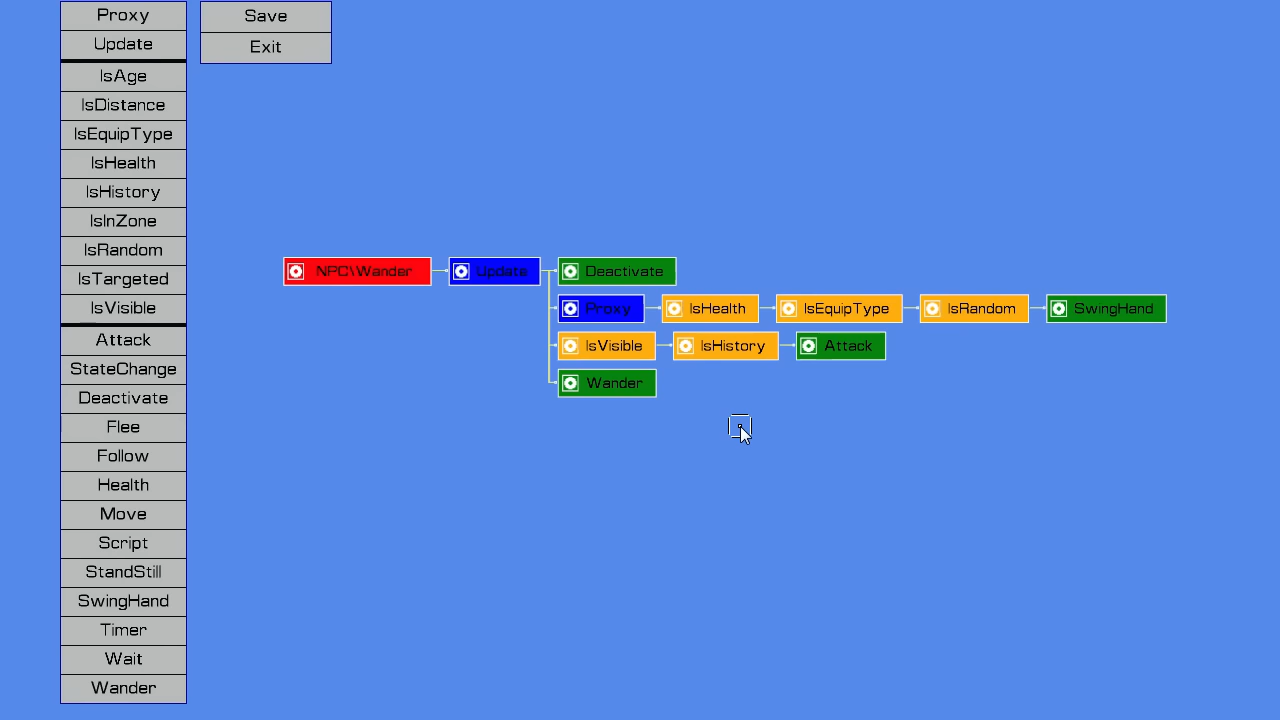 Proxy
Update
IsAge
IsDistance
IsEquipType
IsHealth
IsHistory
IsInZone
IsRandom
IsTargeted
IsVisible
Attack
StateChange
Deactivate
Flee
Follow
Health
Move
Script
StandStill
SwingHand
Timer
Wait
Wander
Save
Exit
NPC\Wander Update Deactivate
Proxy IsHealth IsEquipType IsRandom SwingHand
IsVisible IsHistory Attack
Wander